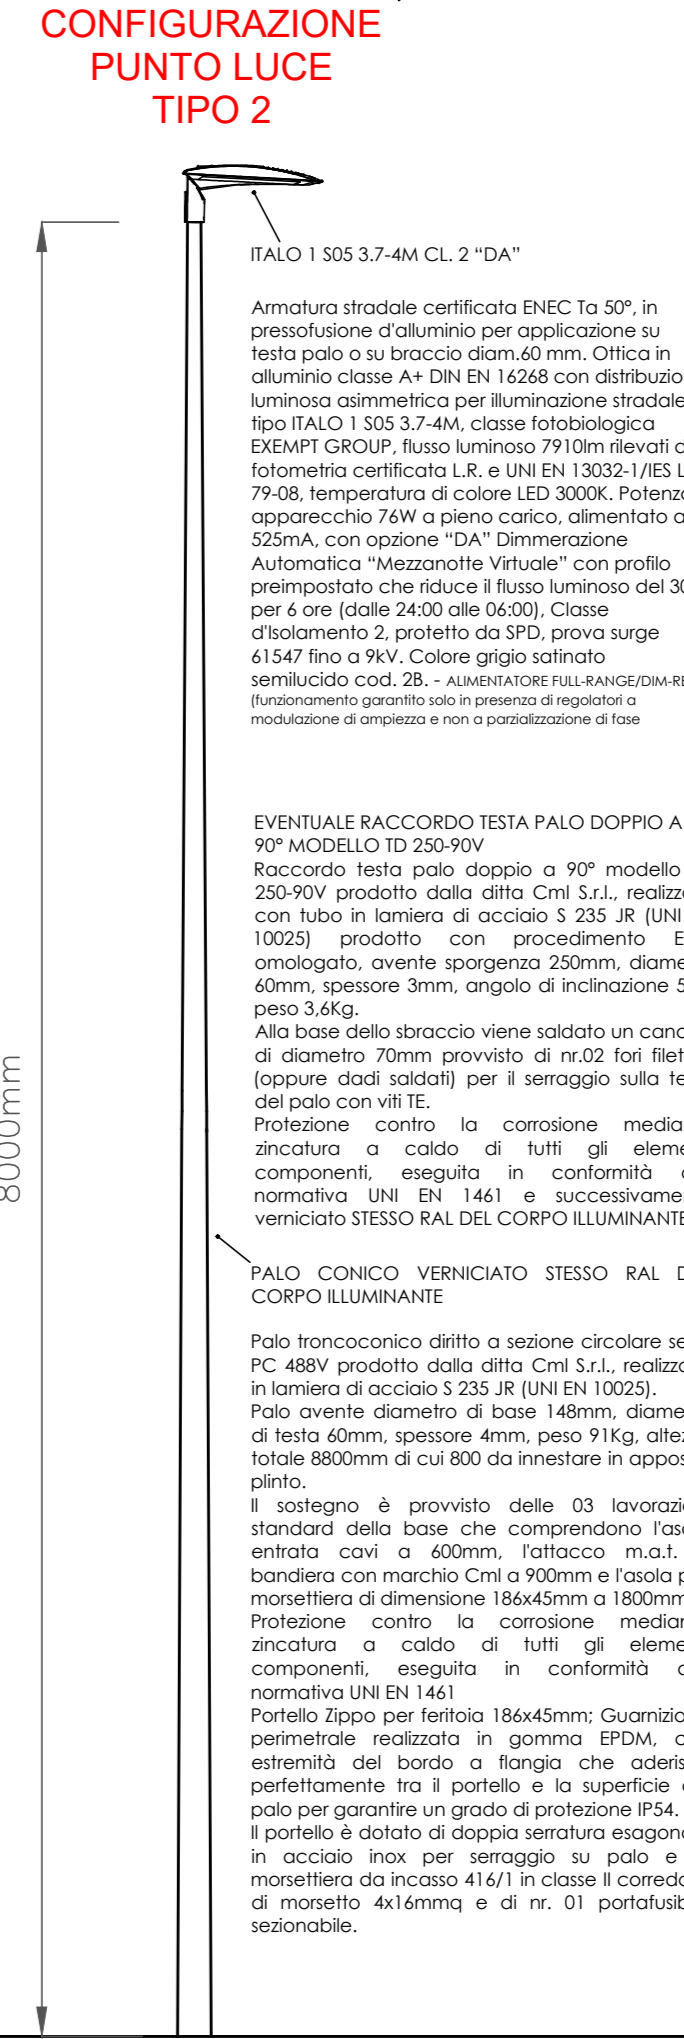 CONFIGURAZIONE
PUNTO LUCE
TIPO 2
ITALO 1 S05 3.7-4M CL. 2 “DA”
Armatura stradale certificata ENEC Ta 50°, in
pressofusione d'alluminio per applicazione su
testa palo o su braccio diam.60 mm. Ottica in
alluminio classe A+ DIN EN 16268 con distribuzio
luminosa asimmetrica per illuminazione stradale
tipo ITALO 1 S05 3.7-4M, classe fotobiologica
EXEMPT GROUP, flusso luminoso 7910lm rilevati d
fotometria certificata L.R. e UNI EN 13032-1/IES L
79-08, temperatura di colore LED 3000K. Potenza
apparecchio 76W a pieno carico, alimentato a
525mA, con opzione “DA” Dimmerazione
Automatica “Mezzanotte Virtuale” con profilo
preimpostato che riduce il flusso luminoso del 30
per 6 ore (dalle 24:00 alle 06:00), Classe
d'Isolamento 2, protetto da SPD, prova surge
61547 fino a 9kV. Colore grigio satinato
semilucido cod. 2B. - ALIMENTATORE FULL-RANGE/DIM-RE
(funzionamento garantito solo in presenza di regolatori a
modulazione di ampiezza e non a parzializzazione di fase
EVENTUALE RACCORDO TESTA PALO DOPPIO A
90° MODELLO TD 250-90V
Raccordo testa palo doppio a 90° modello
250-90V prodotto dalla ditta Cml S.r.l., realizza
con tubo in lamiera di acciaio S 235 JR (UNI
10025) prodotto con procedimento E
omologato, avente sporgenza 250mm, diame
60mm, spessore 3mm, angolo di inclinazione 5
peso 3,6Kg.
Alla base dello sbraccio viene saldato un cano
di diametro 70mm provvisto di nr.02 fori filet
(oppure dadi saldati) per il serraggio sulla te
del palo con viti TE.
Protezione contro la corrosione media
zincatura a caldo di tutti gli eleme
componenti, eseguita in conformità
normativa UNI EN 1461 e successivame
verniciato STESSO RAL DEL CORPO ILLUMINANTE
8000mm
PALO CONICO VERNICIATO STESSO RAL D
CORPO ILLUMINANTE
Palo troncoconico diritto a sezione circolare se
PC 488V prodotto dalla ditta Cml S.r.l., realizza
in lamiera di acciaio S 235 JR (UNI EN 10025).
Palo avente diametro di base 148mm, diame
di testa 60mm, spessore 4mm, peso 91Kg, altez
totale 8800mm di cui 800 da innestare in appos
plinto.
Il sostegno è provvisto delle 03 lavorazio
standard della base che comprendono l'aso
entrata cavi a 600mm, l'attacco m.a.t.
bandiera con marchio Cml a 900mm e l'asola p
morsettiera di dimensione 186x45mm a 1800mm
Protezione contro la corrosione median
zincatura a caldo di tutti gli eleme
componenti, eseguita in conformità
normativa UNI EN 1461
Portello Zippo per feritoia 186x45mm; Guarnizio
perimetrale realizzata in gomma EPDM, c
estremità del bordo a flangia che aderis
perfettamente tra il portello e la superficie
palo per garantire un grado di protezione IP54.
Il portello è dotato di doppia serratura esagono
in acciaio inox per serraggio su palo e
morsettiera da incasso 416/1 in classe II corredo
di morsetto 4x16mmq e di nr. 01 portafusib
sezionabile.